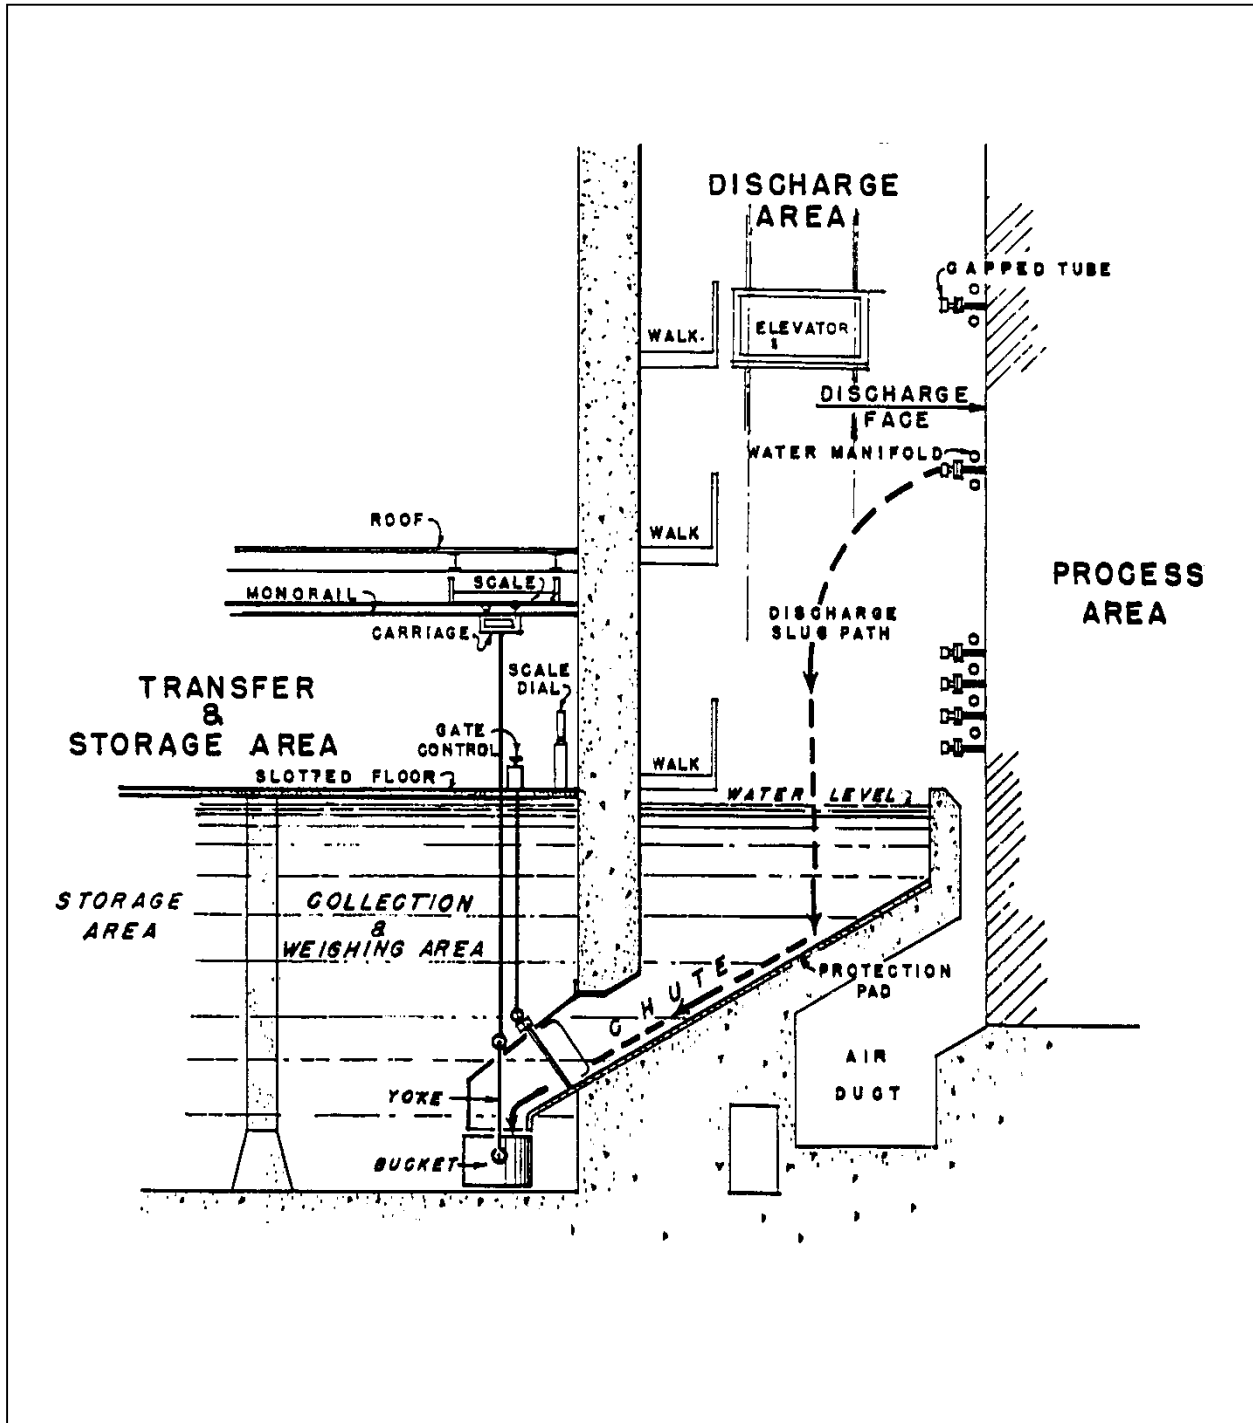 DISCHARGE
AREA
CAPPED TUBE
WALK.
ELEVATOR
DISCHARGE
FACE
WATER MANIFOLD
ROOF
WALK
SCALE
MONORAIL
CARRIAGE
DISCHARGE
SLUG PATH
PROCESS
AREA
SCALE
DIAL
TRANSFER
&
STORAGE AREA
GATE
CONTROL
WALK
SLOTTED FLOOR
WATER LEVEL
STORAGE
AREA
COLLECTION
&
WEIGHING AREA
CHUTE
PROTECTION
PAD
AIR
DUCT
YOKE
BUCKET